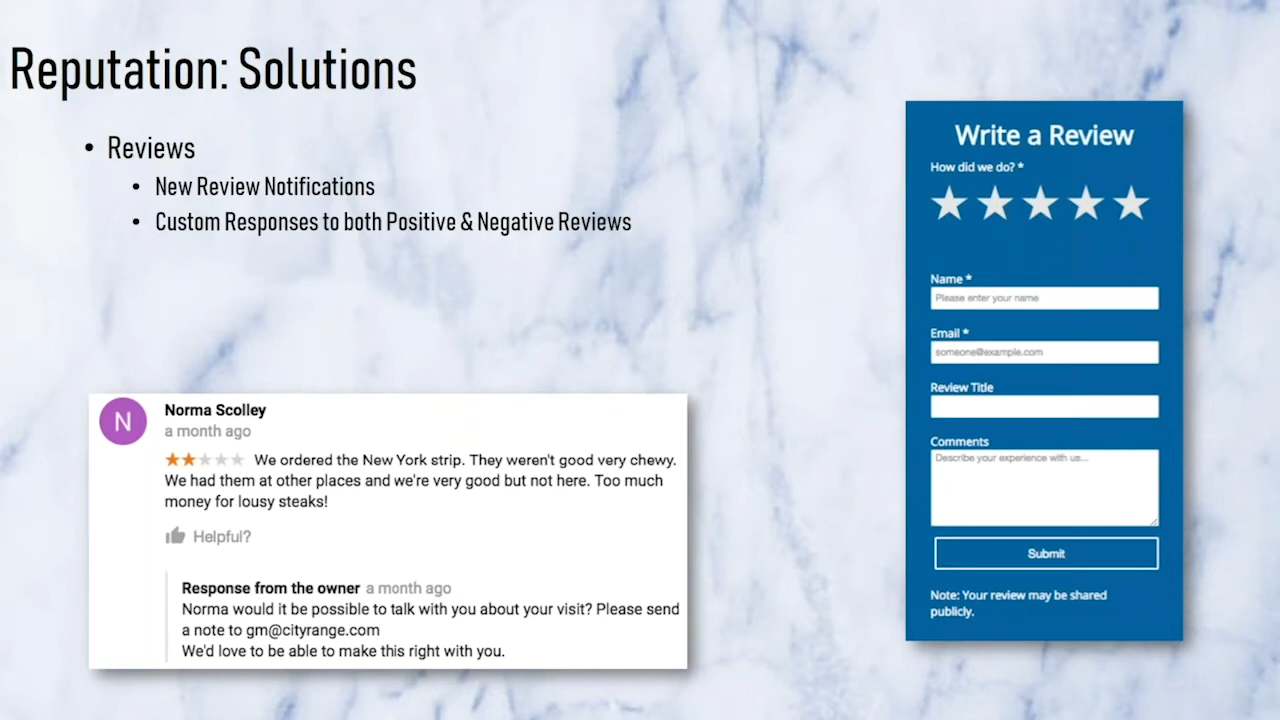 Reputation: Solutions
• Reviews
• New Review Notifications
• Custom Responses to both Positive & Negative Reviews
N
Norma Scolley
a month ago
We ordered the New York strip. They weren't good very chewy.
We had them at other places and we're very good but not here. Too much
money for lousy steaks!
Helpful?
Response from the owner a month ago
Norma would it be possible to talk with you about your visit? Please send
a note to gm@cityrange.com
We'd love to be able to make this right with you.
Write a Review
How did we do? *
Name *
Please enter your name
Email *
someone@example.com
Review Title
Comments
Describe your experience with us...
Submit
Note: Your review may be shared
publicly.